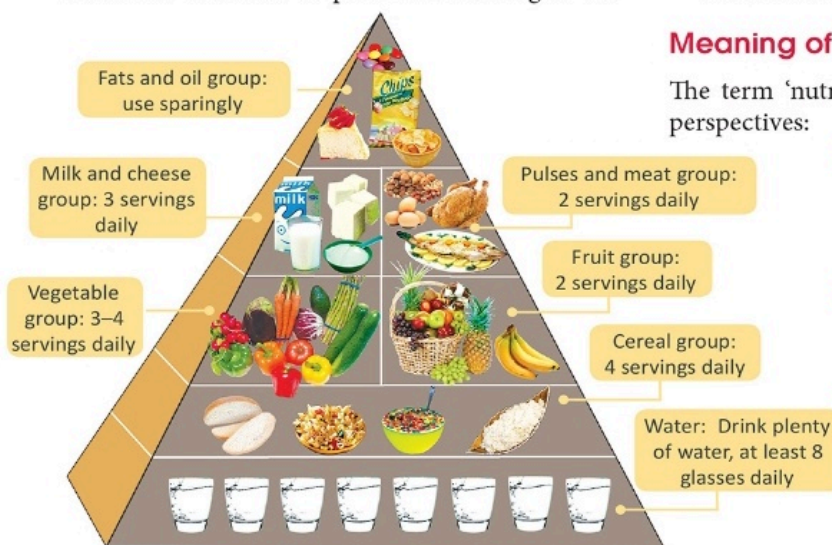 Meaning of
The term ‘nutr
perspectives:
Fats and oil group:
use sparingly
Chips
Milk and cheese
group: 3 servings
daily
milk
Pulses and meat group:
2 servings daily
Fruit group:
2 servings daily
Vegetable
group: 3–4
servings daily
Cereal group:
4 servings daily
Water: Drink plenty
of water, at least 8
glasses daily